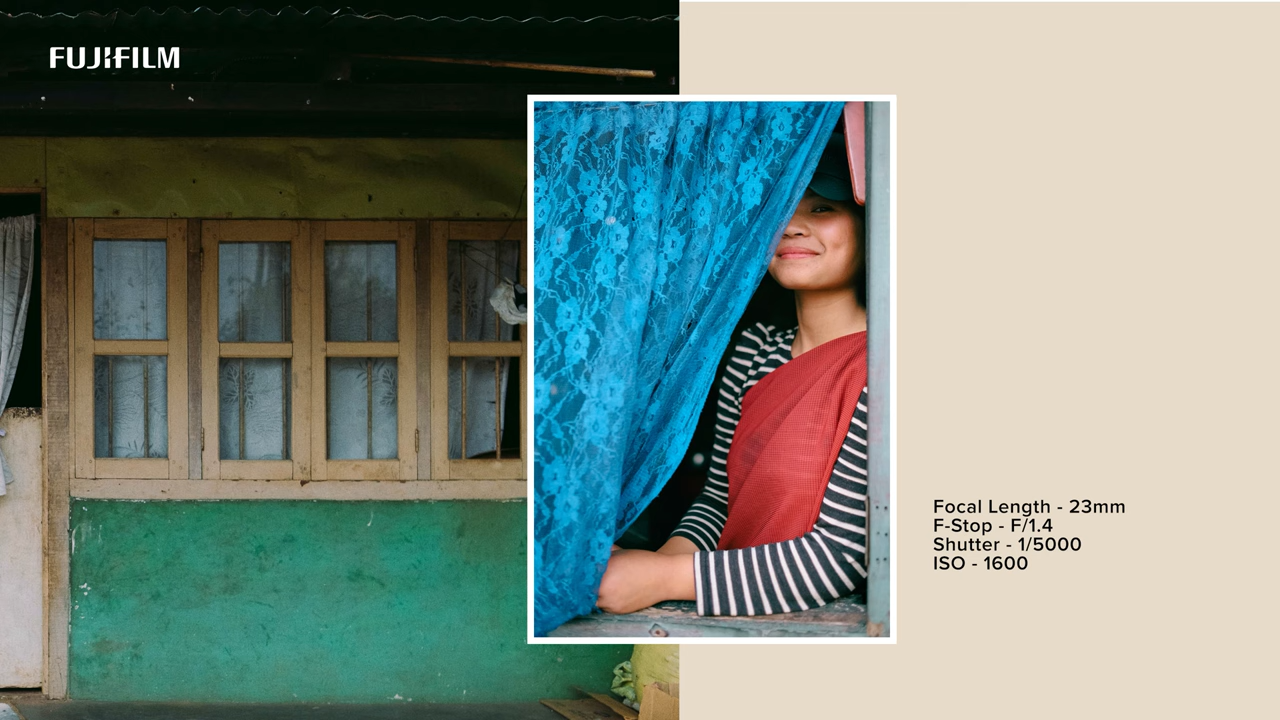 FUJIFILM
Focal Length - 23mm
F-Stop - F/1.4
Shutter - 1/5000
ISO - 1600